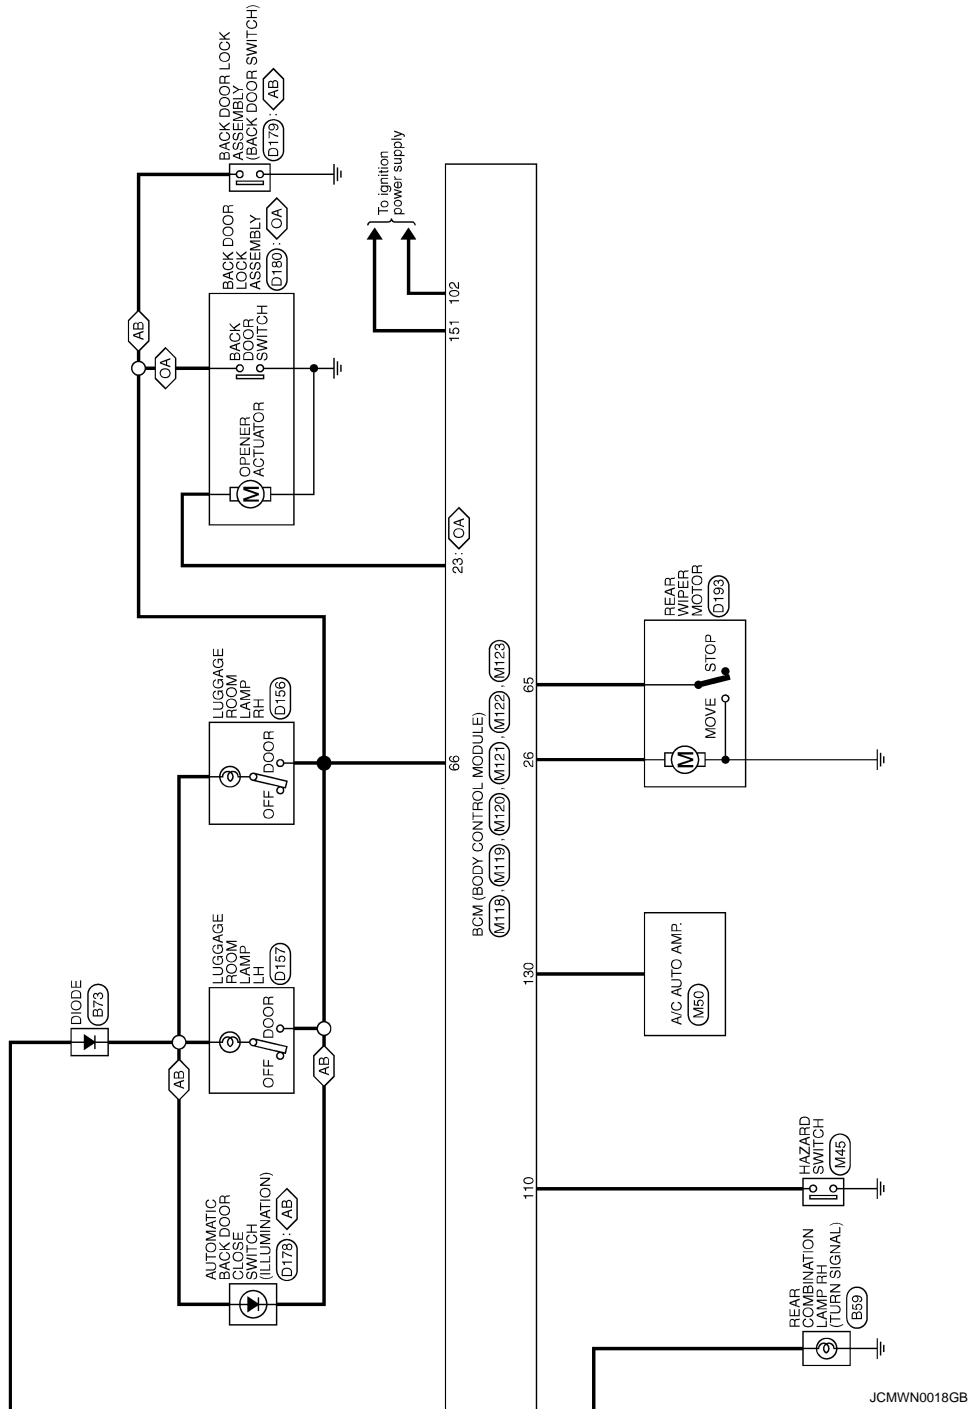 BACK DOOR LOCK
ASSEMBLY
(BACK DOOR SWITCH)
D179 : AB
BACK DOOR
LOCK
ASSEMBLY
D180 : OA
To ignition
power supply
AB
OA
BACK
DOOR
SWITCH
OPENER
ACTUATOR
M
102
151
23: OA
LUGGAGE
ROOM
LAMP
RH
D156
DOOR
OFF
66
LUGGAGE
ROOM
LAMP
LH
D157
DOOR
OFF
DIODE
B73
AB
AB
AUTOMATIC
BACK DOOR
CLOSE
SWITCH
(ILLUMINATION)
D178 : AB
BCM (BODY CONTROL MODULE)
M118 , M119 , M120 , M121 , M122 , M123
65
26
REAR
WIPER
MOTOR
D193
STOP
MOVE
M
130
A/C AUTO AMP.
M50
110
HAZARD
SWITCH
M45
REAR
COMBINATION
LAMP RH
(TURN SIGNAL)
B59
JCMWN0018GB